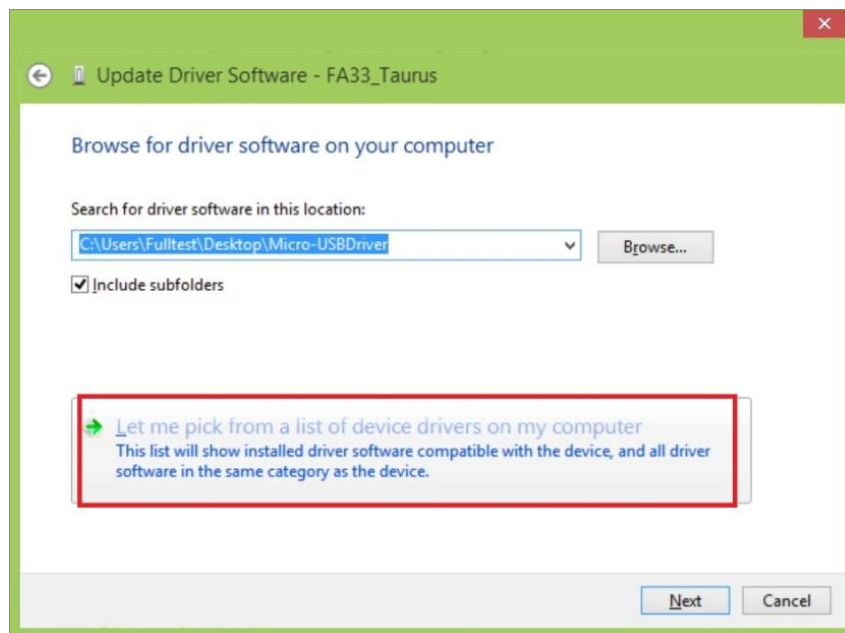 Update Driver Software - FA33_Taurus
Browse for driver software on your computer
Search for driver software in this location:
C:\Users\Fulltest\Desktop\Micro-USBDriver
Browse...
Include subfolders
Let me pick from a list of device drivers on my computer
This list will show installed driver software compatible with the device, and all driver
software in the same category as the device.
Next
Cancel